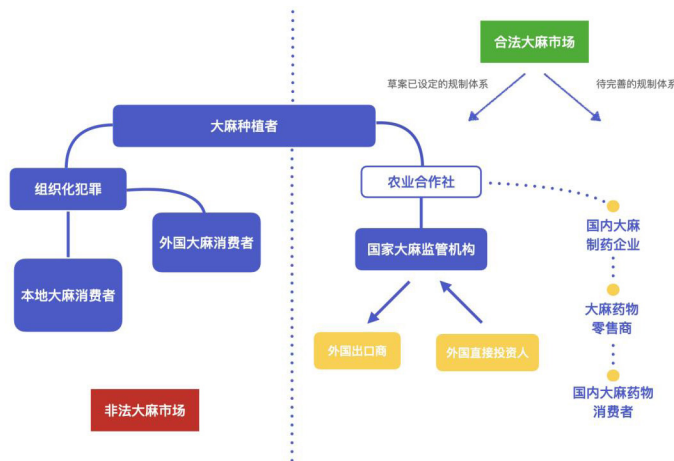 合法大麻市场
草案已设定的规制体系
待完善的规制体系
大麻种植者
组织化犯罪
农业合作社
外国大麻消费者
国家大麻监管机构
国内大麻
制药企业
本地大麻消费者
大麻药物
零售商
外国出口商
外国直接投资人
国内大麻药物
消费者
非法大麻市场